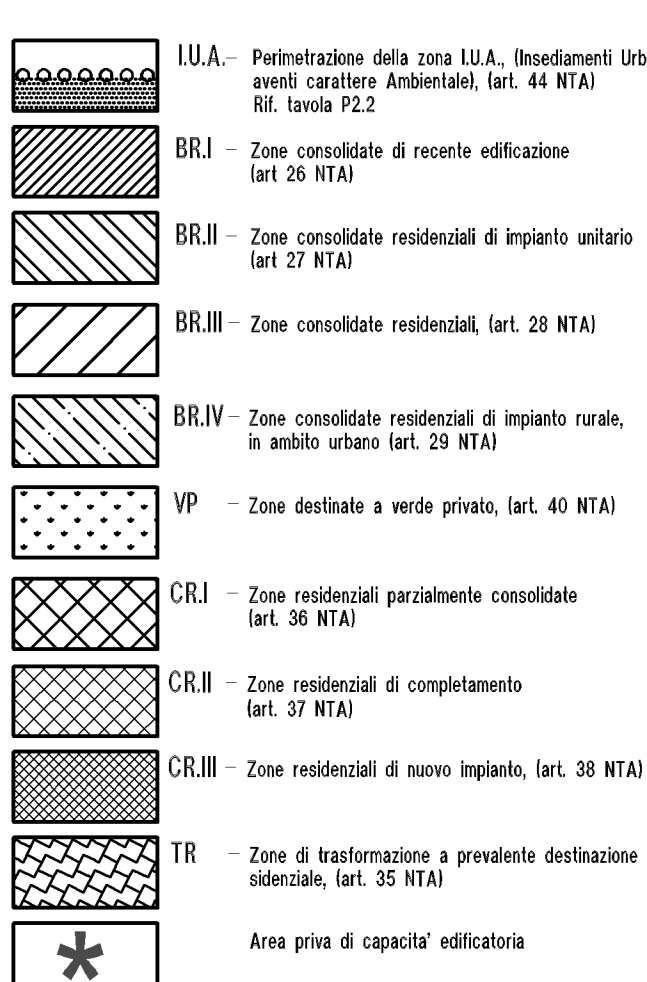 I.U.A.– Perimetrazione della zona I.U.A., (Insediamenti Urb
aventi carattere Ambientale), (art. 44 NTA)
Rif. tavola P2.2
BR.I – Zone consolidate di recente edificazione
(art 26 NTA)
BR.II – Zone consolidate residenziali di impianto unitario
(art 27 NTA)
BR.III – Zone consolidate residenziali, (art. 28 NTA)
BR.IV – Zone consolidate residenziali di impianto rurale,
in ambito urbano (art. 29 NTA)
VP – Zone destinate a verde privato, (art. 40 NTA)
CR.I – Zone residenziali parzialmente consolidate
(art. 36 NTA)
CR.II – Zone residenziali di completamento
(art. 37 NTA)
CR.III – Zone residenziali di nuovo impianto, (art. 38 NTA)
TR – Zone di trasformazione a prevalente destinazione
sidenziale, (art. 35 NTA)
* Area priva di capacita' edificatoria